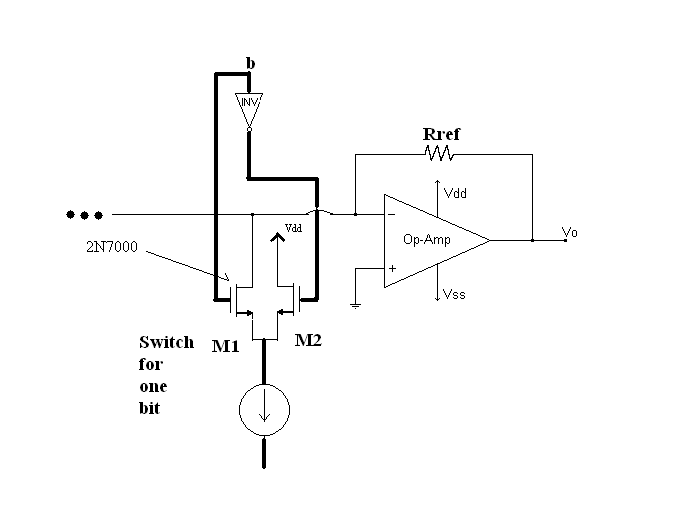 b
INV
Rref
Vdd
Vdd
Op-Amp
Vo
2N7000
Vss
M1
M2
Switch
for
one
bit